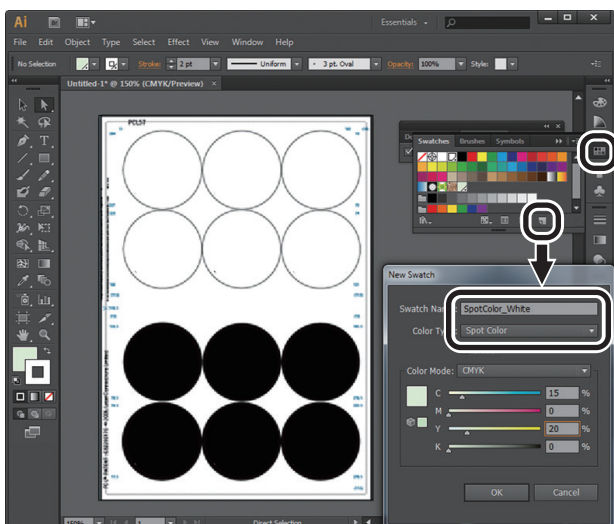 Ai
Essentials
File Edit Object Type Select Effect View Window Help
No Selection Stroke: 2 pt Uniform 3 pt. Oval Opacity: 100% Style:
Untitled-1* @ 150% (CMYK/Preview) ×
PCL57
Swatches Brushes Symbols
New Swatch
Swatch Name: SpotColor_White
Color Type: Spot Color
Color Mode: CMYK
C 15 %
M 0 %
Y 20 %
K 0 %
OK Cancel
150% 1 Direct Selection